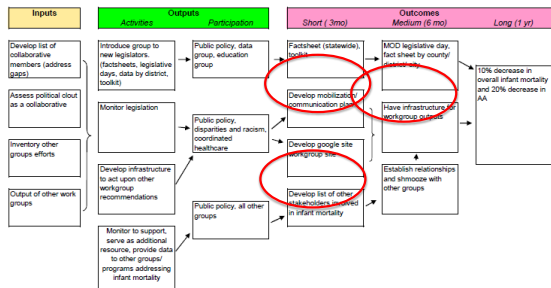 Inputs
Outputs
Outcomes
Activities
Participation
Short ( 3mo)
Medium (6 mo)
Long (1 yr)
Develop list of
collaborative
members (address
gaps)
Assess political clout
as a collaborative
Inventory other
groups efforts
Output of other work
groups
Introduce group to
new legislators.
(factsheets, legislative
days, data by district,
toolkit)
Monitor legislation
Develop infrastructure
to act upon other
workgroup
recommendations
Monitor to support,
serve as additional
resource, provide data
to other groups/
programs addressing
infant mortality
Public policy, data
group, education
group
Public policy,
disparities and racism,
coordinated
healthcare
Public policy, all other
groups
Factsheet (statewide),
toolkit
Develop mobilization/
communication plan
Develop google site
workgroup site
Develop list of other
stakeholders involved
in infant mortality
MOD legislative day,
fact sheet by county/
district/ city
Have infrastructure for
workgroup outputs
Establish relationships
and shmooze with
other groups
10% decrease in
overall infant mortality
and 20% decrease in
AA